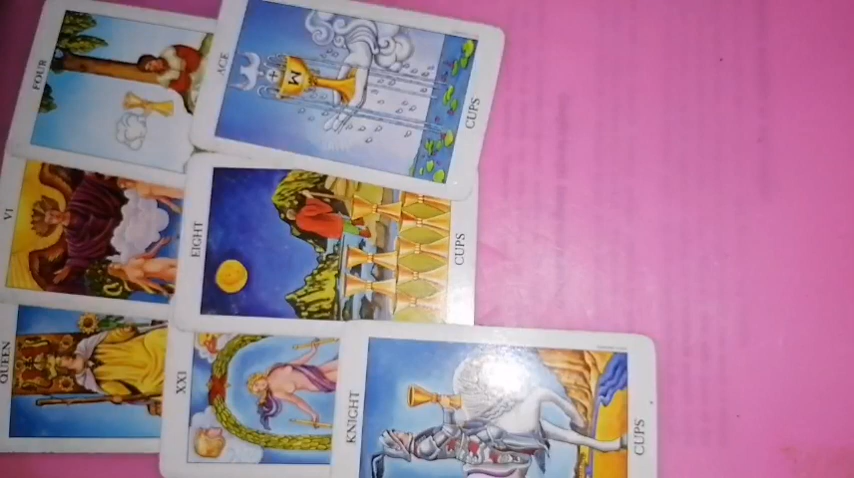 FOUR
ACE
CUPS
VI
EIGHT
CUPS
QUEEN
XXI
KNIGHT
CUPS
M